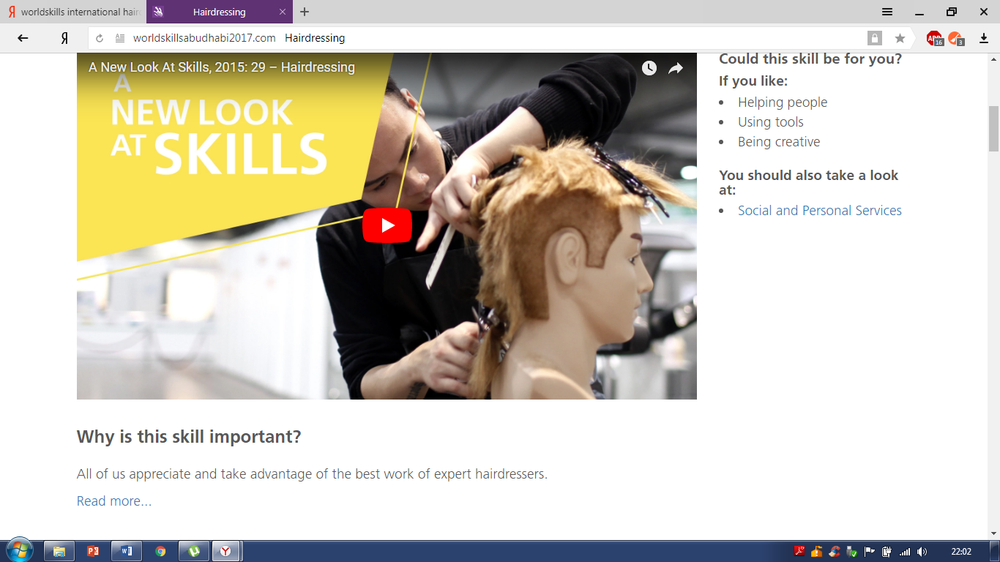 worldskills international hair
Hairdressing
worldskillsabudhabi2017.com Hairdressing
ABP
16
3
A New Look At Skills, 2015: 29 – Hairdressing
A
NEW LOOK
AT SKILLS
Could this skill be for you?
If you like:
Helping people
Using tools
Being creative
You should also take a look
at:
Social and Personal Services
Why is this skill important?
All of us appreciate and take advantage of the best work of expert hairdressers.
Read more...
22:02